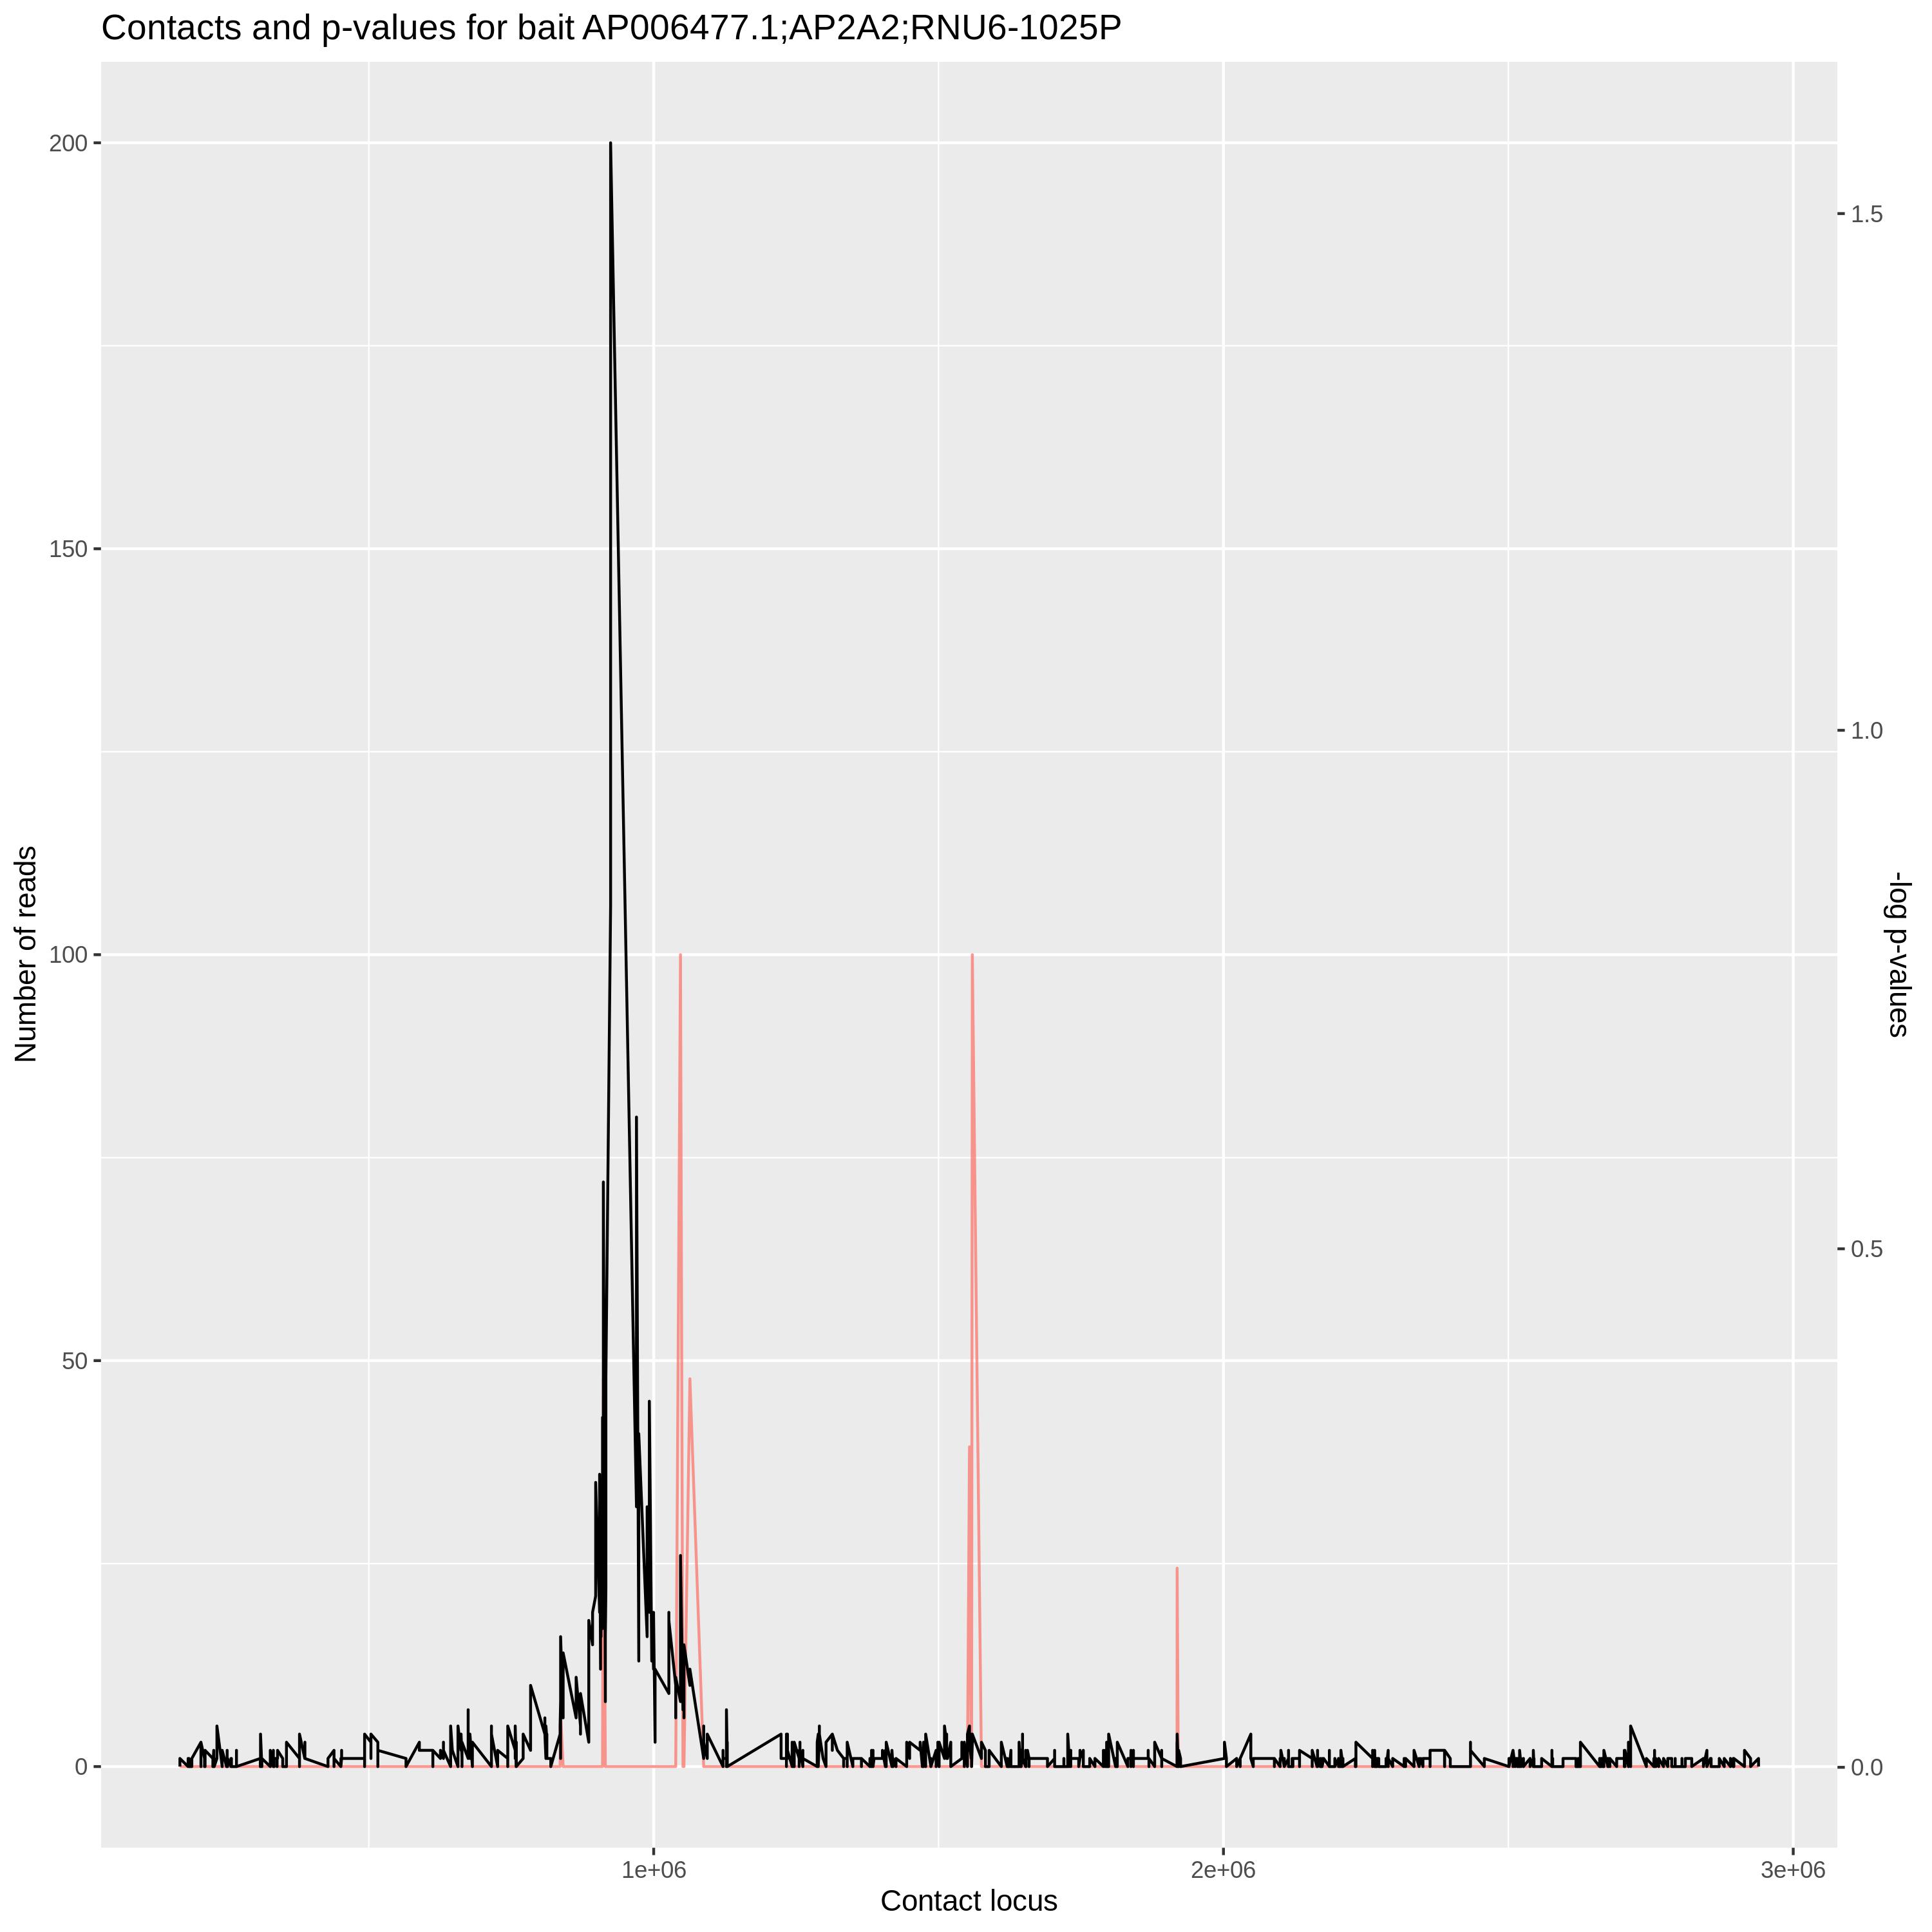 Contacts and p-values for bait AP006477.1;AP2A2;RNU6-1025P
200
150
100
50
0
Number of reads
1.5
1.0
0.5
0.0
-log p-values
1e+06
2e+06
3e+06
Contact locus